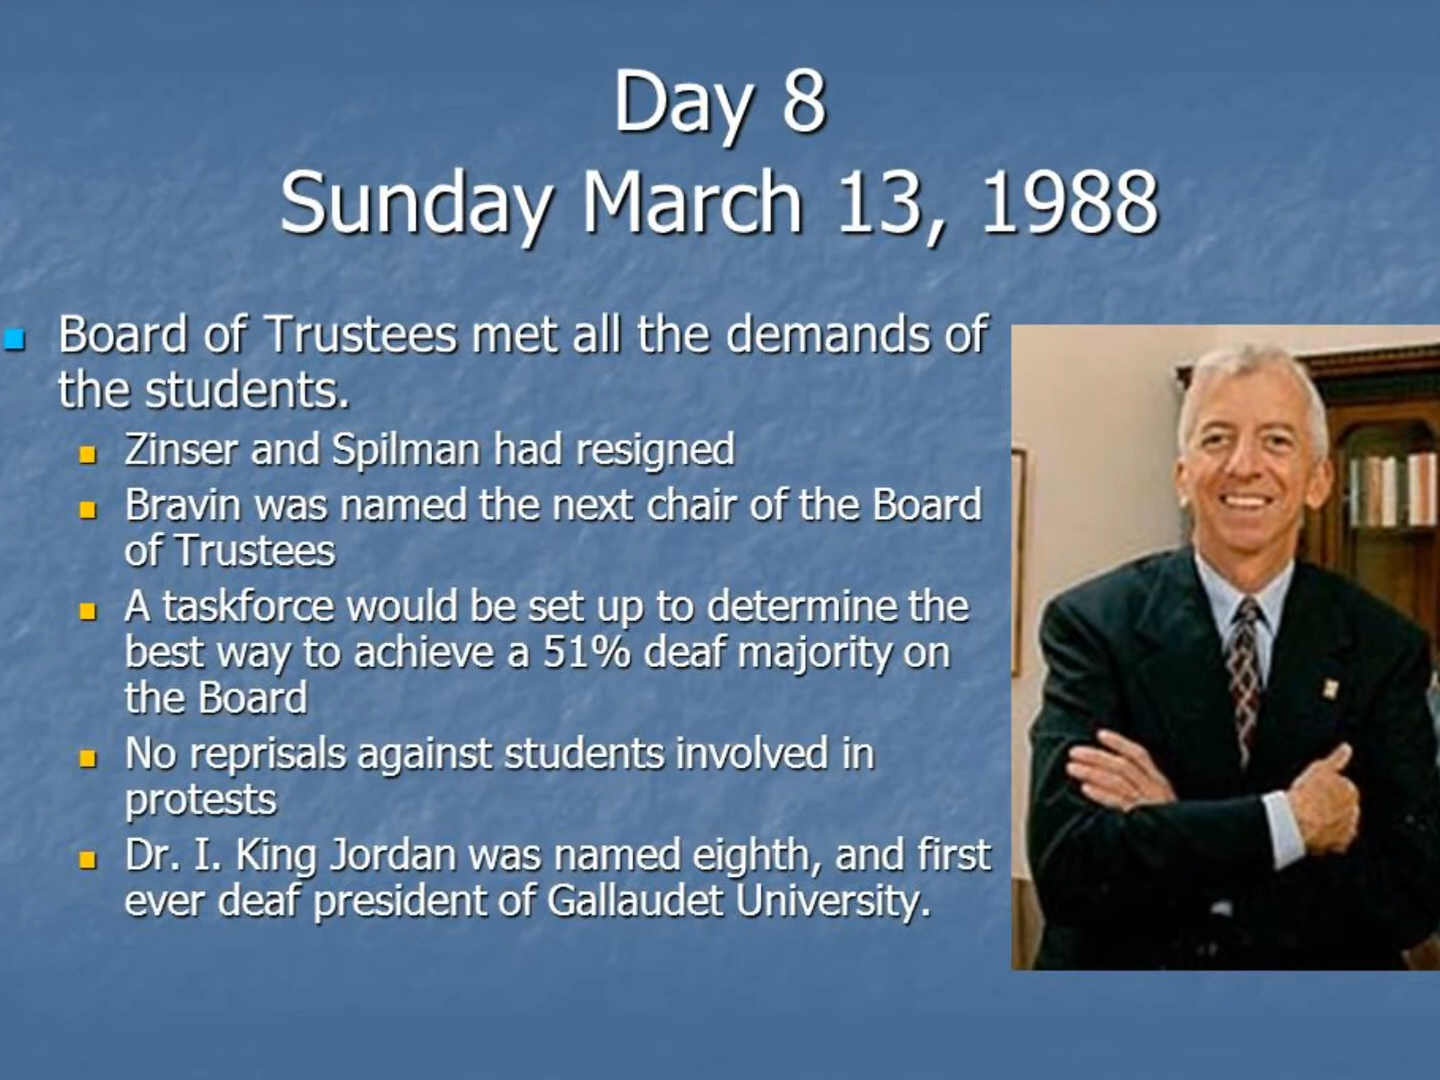 Day 8
Sunday March 13, 1988
Board of Trustees met all the demands of
the students.
Zinser and Spilman had resigned
Bravin was named the next chair of the Board
of Trustees
A taskforce would be set up to determine the
best way to achieve a 51% deaf majority on
the Board
No reprisals against students involved in
protests
Dr. I. King Jordan was named eighth, and first
ever deaf president of Gallaudet University.